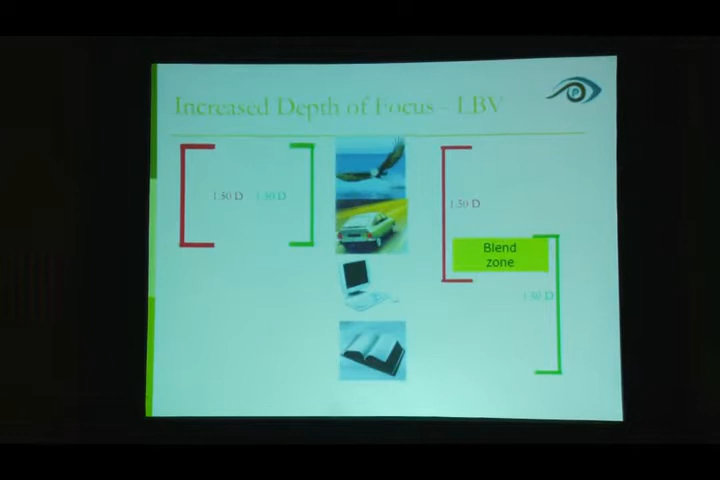 Increased Depth of Focus - LBV
1.50 D 1.50 D
1.50 D
Blend
zone
1.50 D